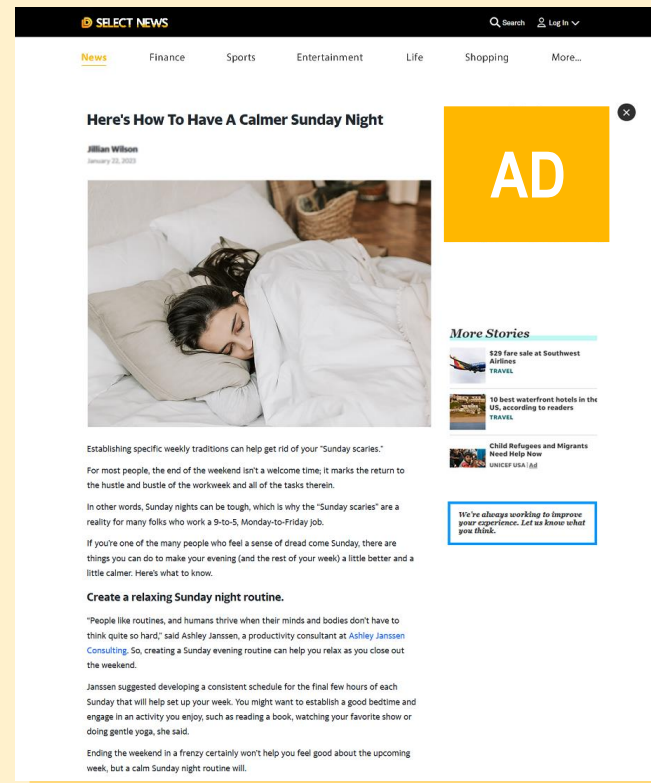 SELECT NEWS
Search
Log In
News
Finance
Sports
Entertainment
Life
Shopping
More...
Here's How To Have A Calmer Sunday Night
Jillian Wilson
January 22, 2023
AD
Establishing specific weekly traditions can help get rid of your "Sunday scaries."
For most people, the end of the weekend isn't a welcome time; it marks the return to
the hustle and bustle of the workweek and all of the tasks therein.
In other words, Sunday nights can be tough, which is why the "Sunday scaries" are a
reality for many folks who work a 9-to-5, Monday-to-Friday job.
If you're one of the many people who feel a sense of dread come Sunday, there are
things you can do to make your evening (and the rest of your week) a little better and a
little calmer. Here's what to know.
Create a relaxing Sunday night routine.
"People like routines, and humans thrive when their minds and bodies don't have to
think quite so hard," said Ashley Janssen, a productivity consultant at Ashley Janssen
Consulting. So, creating a Sunday evening routine can help you relax as you close out
the weekend.
Janssen suggested developing a consistent schedule for the final few hours of each
Sunday that will help set up your week. You might want to establish a good bedtime and
engage in an activity you enjoy, such as reading a book, watching your favorite show or
doing gentle yoga, she said.
Ending the weekend in a frenzy certainly won't help you feel good about the upcoming
week, but a calm Sunday night routine will.
More Stories
$29 fare sale at Southwest
Airlines
TRAVEL
10 best waterfront hotels in the
US, according to readers
TRAVEL
Child Refugees and Migrants
Need Help Now
UNICEF USA | Ad
We're always working to improve
your experience. Let us know what
you think.